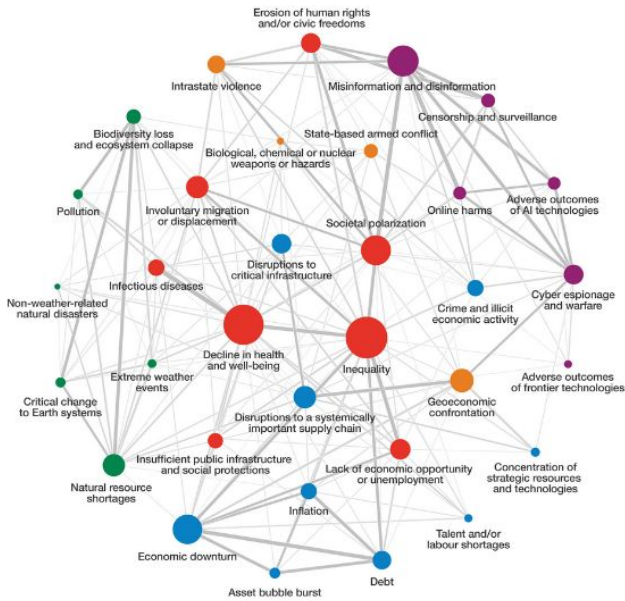 Erosion of human rights
and/or civic freedoms
Intrastate violence
Misinformation and disinformation
Censorship and surveillance
Biodiversity loss
and ecosystem collapse
State-based armed conflict
Biological, chemical or nuclear
weapons or hazards
Pollution
Involuntary migration
or displacement
Societal polarization
Online harms
Adverse outcomes
of AI technologies
Disruptions to
critical infrastructure
Infectious diseases
Non-weather-related
natural disasters
Crime and illicit
economic activity
Cyber espionage
and warfare
Decline in health
and well-being
Inequality
Extreme weather
events
Adverse outcomes
of frontier technologies
Critical change
to Earth systems
Geoeconomic
confrontation
Disruptions to a systemically
important supply chain
Insufficient public infrastructure
and social protections
Lack of economic opportunity
or unemployment
Concentration of
strategic resources
and technologies
Natural resource
shortages
Inflation
Talent and/or
labour shortages
Economic downturn
Asset bubble burst
Debt